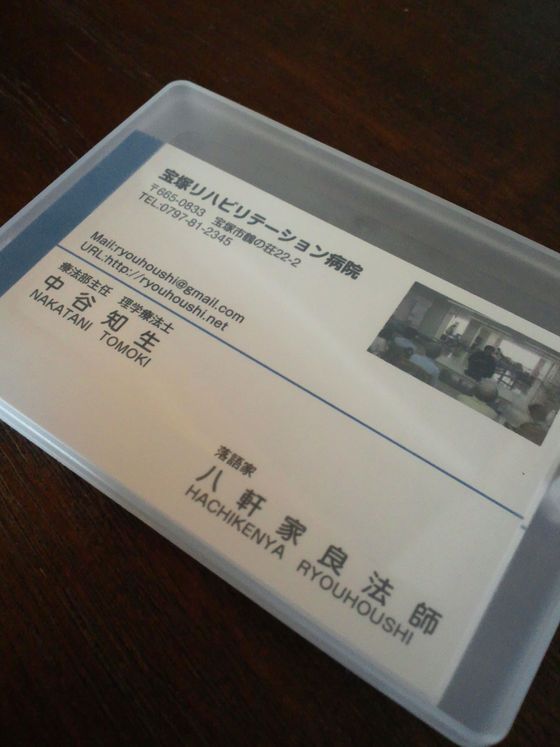 宝塚リハビリテーション病院
〒665-0833　宝塚市鶴の荘22-2
TEL:0797-81-2345
Mail:ryouhoushi@gmail.com
URL:http://ryouhoushi.net
療法部主任　理学療法士
中谷知生
NAKATANI TOMOKI
落語家
八軒家良法師
HACHIKENYA RYOUHOUSHI